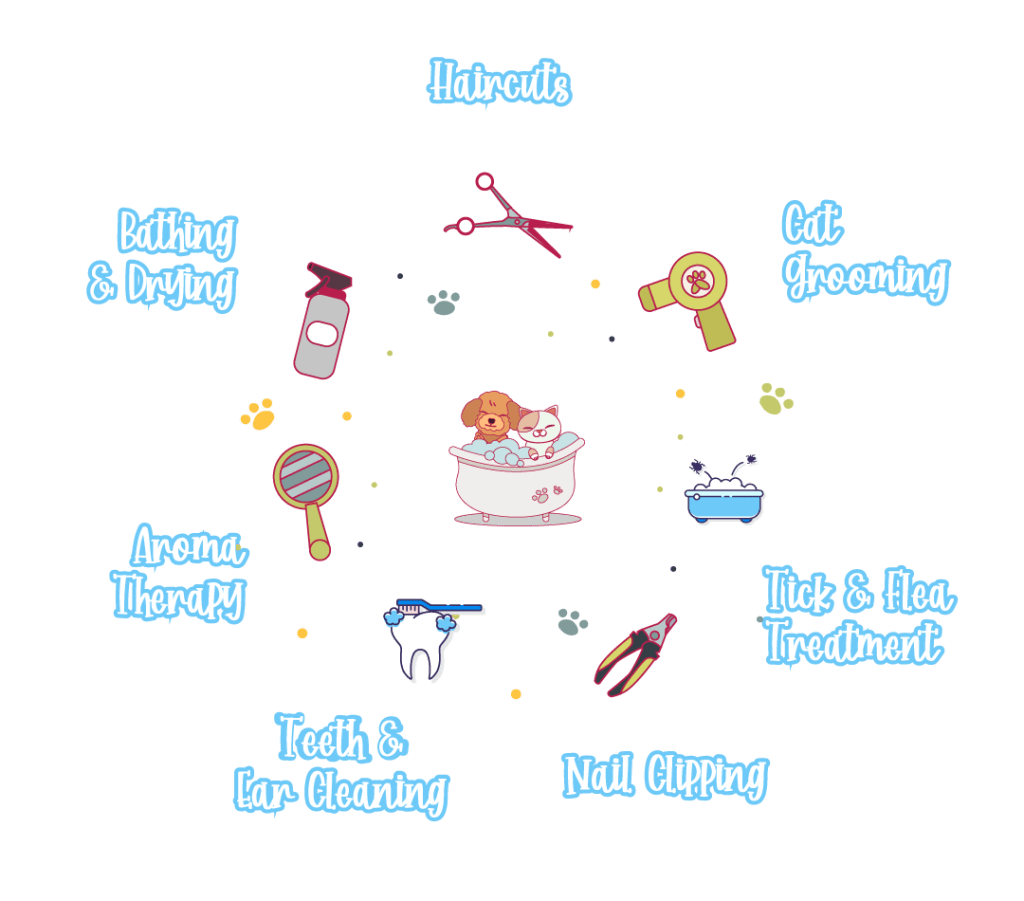 Haircuts
Bathing
& Drying
Cat
Grooming
Aroma
Therapy
Tick & Flea
Treatment
Teeth &
Ear Cleaning
Nail Clipping